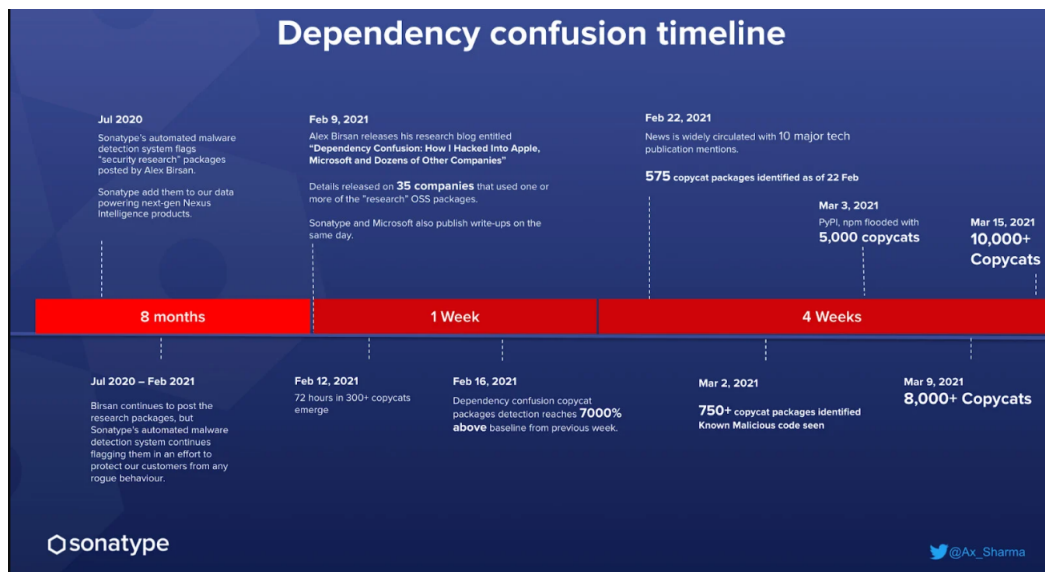 Dependency confusion timeline
Jul 2020
Sonatype's automated malware
detection system flags
"security research" packages
posted by Alex Birsan.
Sonatype add them to our data
powering next-gen Nexus
Intelligence products.
Feb 9, 2021
Alex Birsan releases his research blog entitled
"Dependency Confusion: How I Hacked Into Apple,
Microsoft and Dozens of Other Companies"
Details released on 35 companies that used one or
more of the "research" OSS packages.
Sonatype and Microsoft also publish write-ups on the
same day.
Feb 22, 2021
News is widely circulated with 10 major tech
publication mentions.
575 copycat packages identified as of 22 Feb
Mar 3, 2021
PyPI, npm flooded with
5,000 copycats
Mar 15, 2021
10,000+
Copycats
8 months
1 Week
4 Weeks
Jul 2020 – Feb 2021
Birsan continues to post the
research packages, but
Sonatype's automated malware
detection system continues
flagging them in an effort to
protect our customers from any
rogue behaviour.
Feb 12, 2021
72 hours in 300+ copycats
emerge
Feb 16, 2021
Dependency confusion copycat
packages detection reaches 7000%
above baseline from previous week.
Mar 2, 2021
750+ copycat packages identified
Known Malicious code seen
Mar 9, 2021
8,000+ Copycats
sonatype
@Ax_Sharma